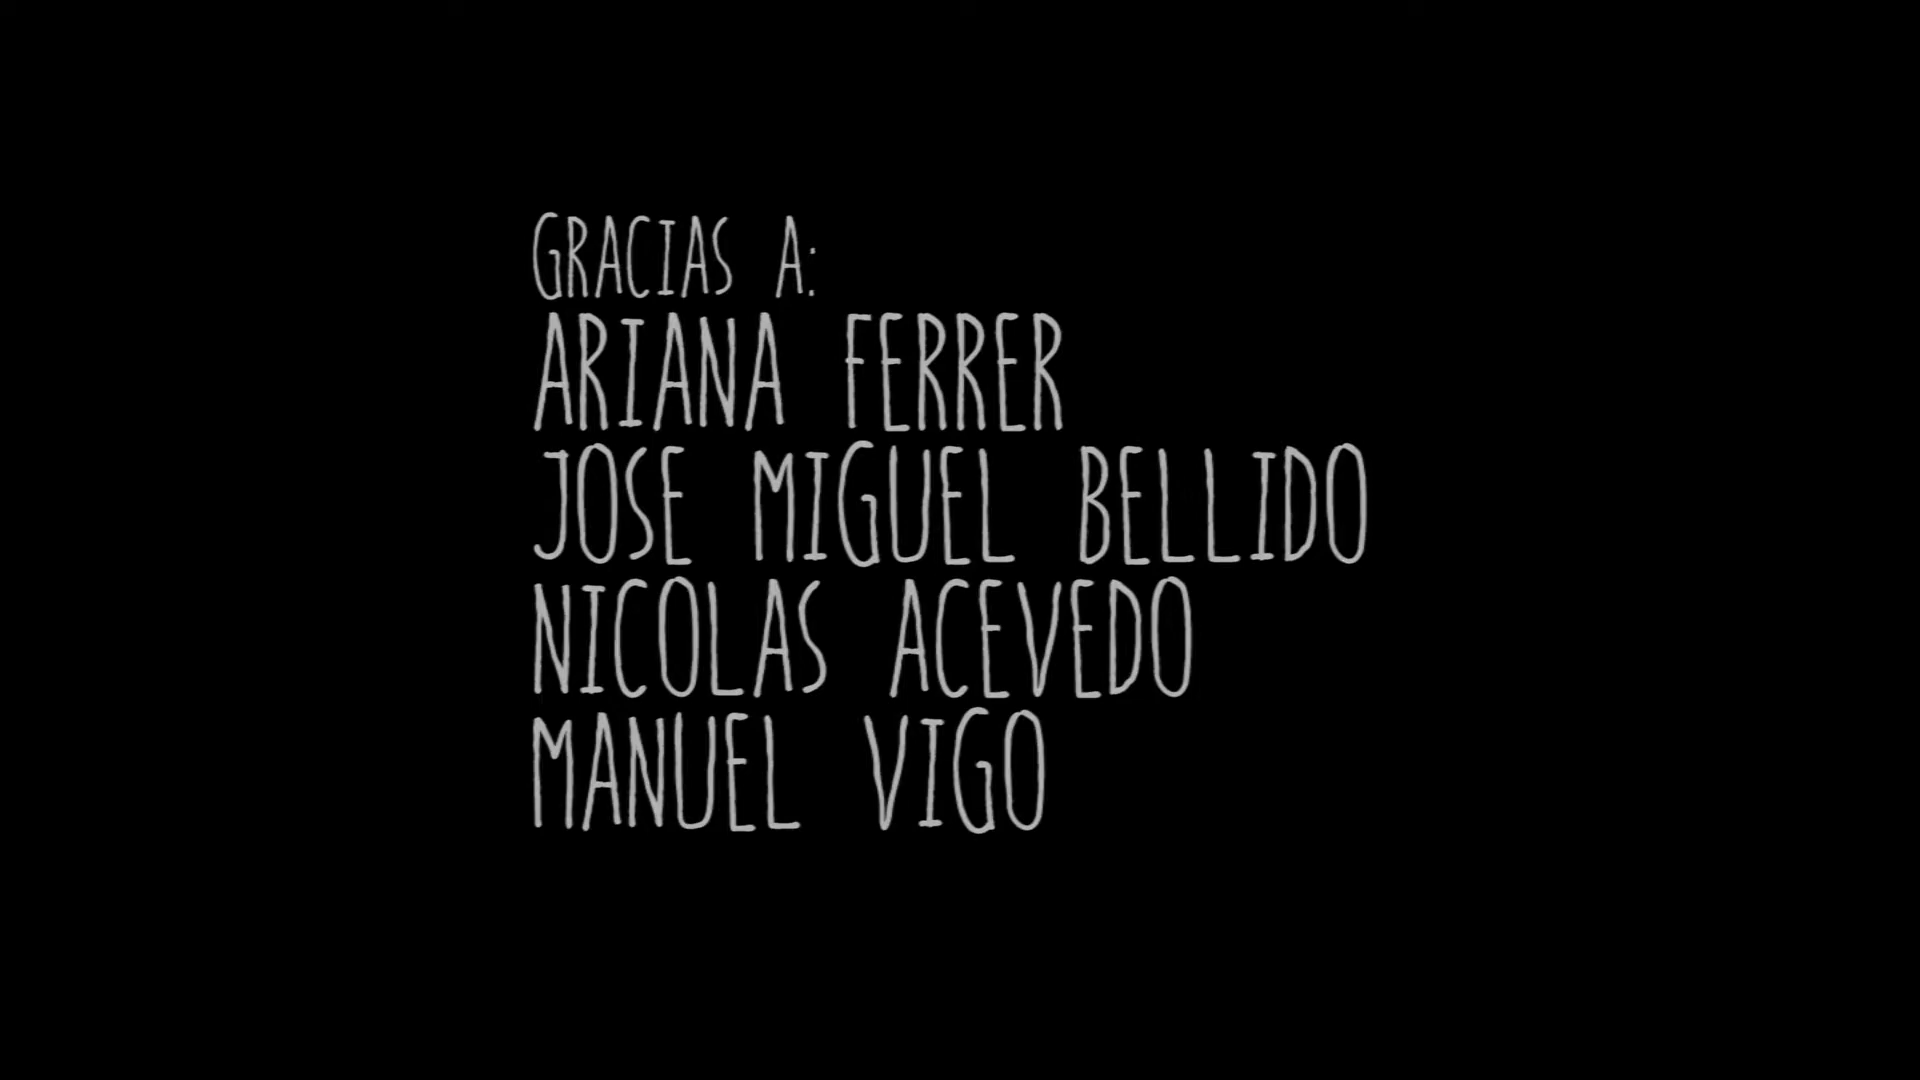 GRACIAS A:
ARIANA FERRER
JOSE MIGUEL BELLIDO
NICOLAS ACEVEDO
MANUEL VIGO